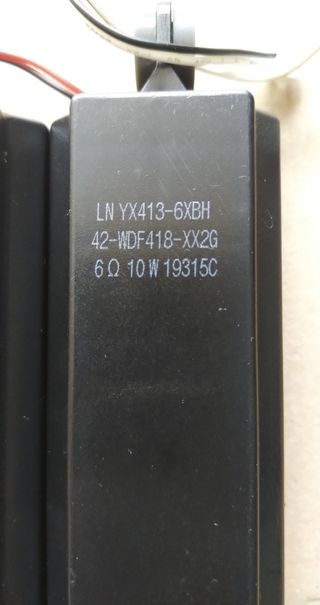 LN YX413-6XBH
42-WDF418-XX2G
6Ω 10W 19315C